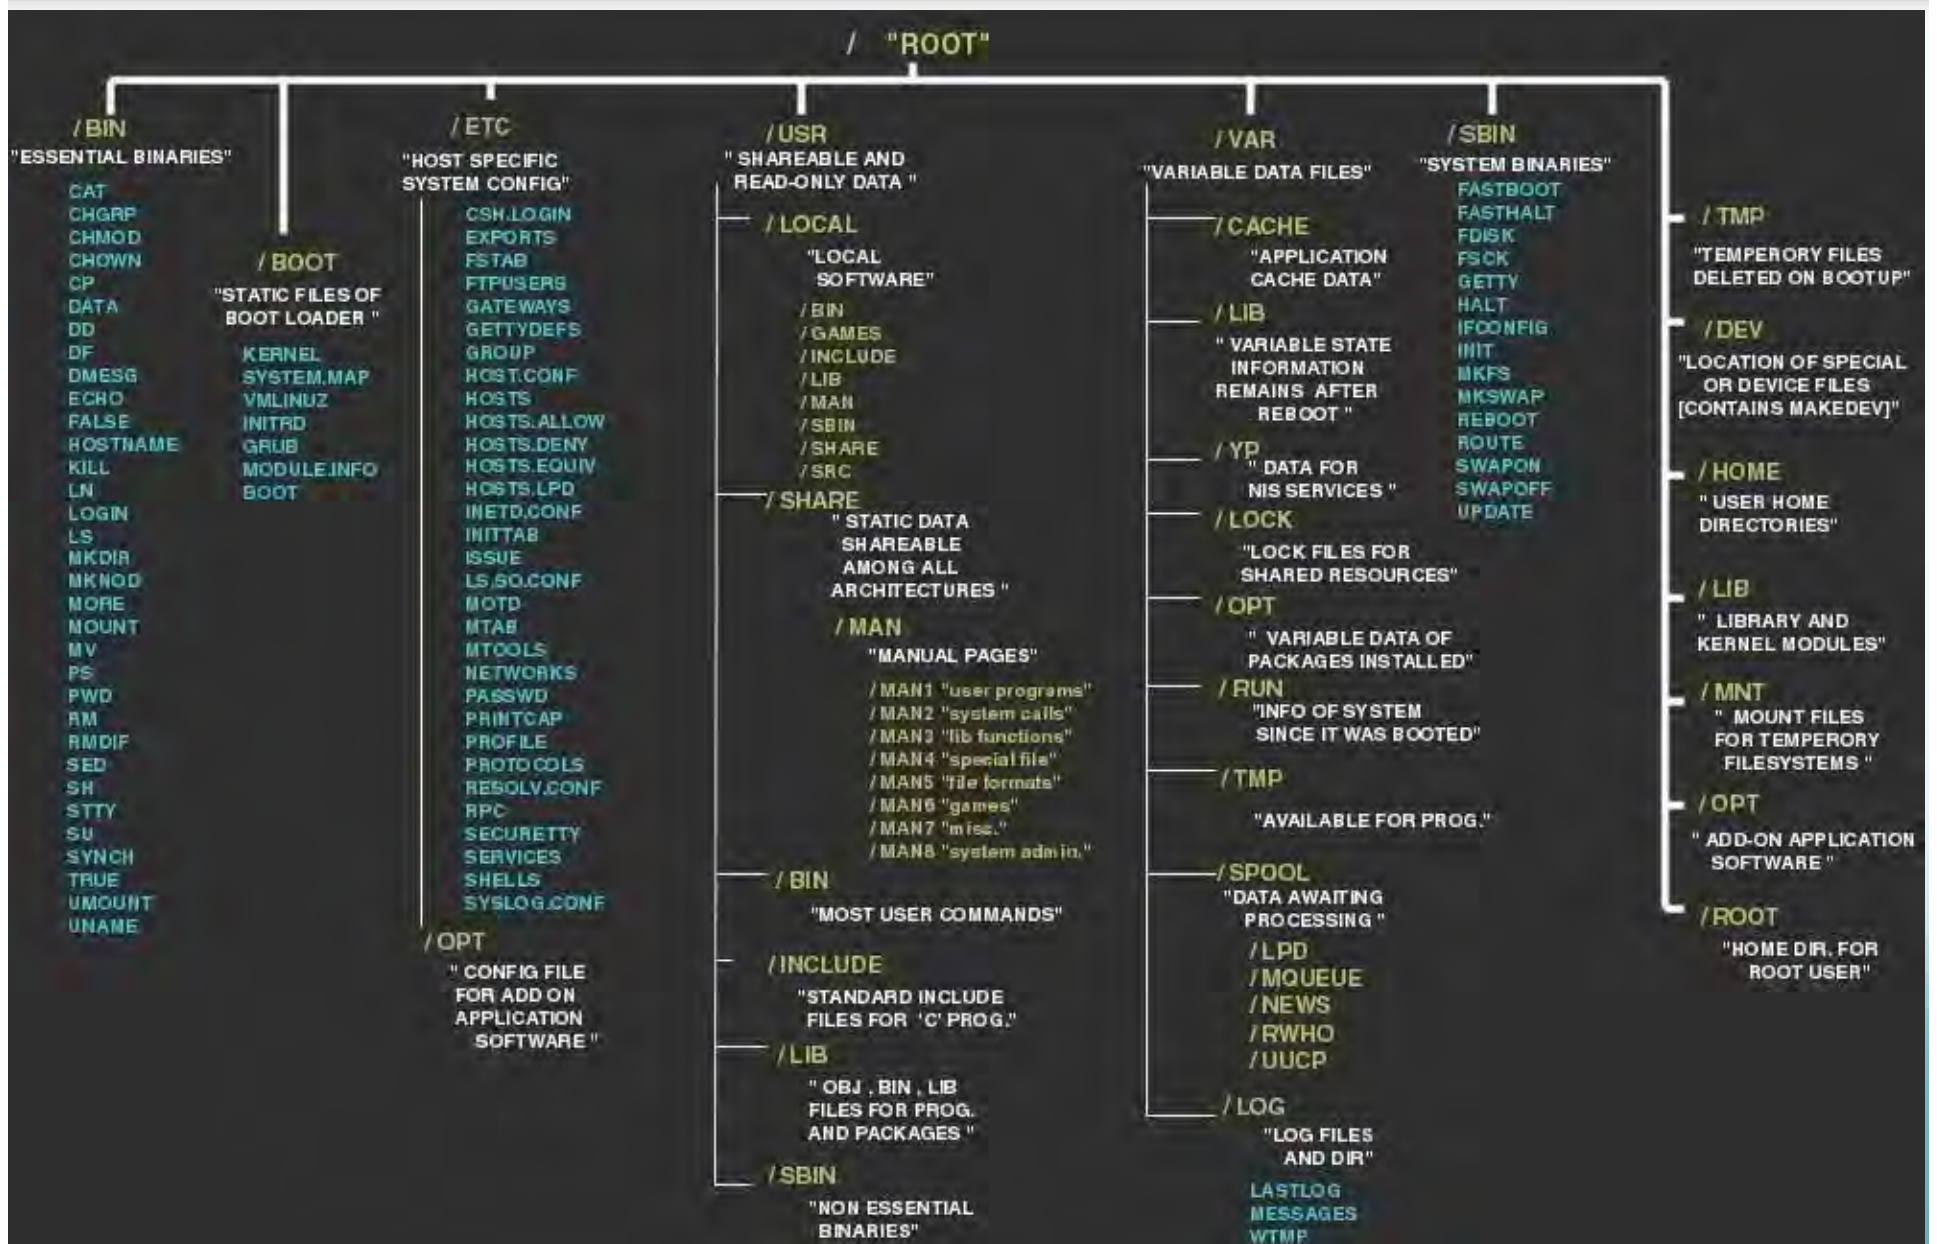 / "ROOT"
/BIN
"ESSENTIAL BINARIES"
CAT
CHGRP
CHMOD
CHOWN
CP
DATA
DD
DF
DMESG
ECHO
FALSE
HOSTNAME
KILL
LN
LOGIN
LS
MKDIR
MKNOD
MORE
MOUNT
MV
PS
PWD
RM
RMDIF
SED
SH
STTY
SU
SYNCH
TRUE
UMOUNT
UNAME
/BOOT
"STATIC FILES OF
BOOT LOADER "
KERNEL
SYSTEM.MAP
VMLINUZ
INITRD
GRUB
MODULE.INFO
BOOT
/ETC
"HOST SPECIFIC
SYSTEM CONFIG"
CSH.LOGIN
EXPORTS
FSTAB
FTPUSERS
GATEWAYS
GETTYDEFS
GROUP
HOST.CONF
HOSTS
HOSTS.ALLOW
HOSTS.DENY
HOSTS.EQUIV
HOSTS.LPD
INETD.CONF
INITTAB
ISSUE
LS.SO.CONF
MOTD
MTAB
MTOOLS
NETWORKS
PASSWD
PRINTCAP
PROFILE
PROTOCOLS
RESOLV.CONF
RPC
SECURETTY
SERVICES
SHELLS
SYSLOG.CONF
/OPT
" CONFIG FILE
FOR ADD ON
APPLICATION
SOFTWARE "
/USR
" SHAREABLE AND
READ-ONLY DATA "
/LOCAL
"LOCAL
SOFTWARE"
/BIN
/GAMES
/INCLUDE
/LIB
/MAN
/SBIN
/SHARE
/SRC
/SHARE
" STATIC DATA
SHAREABLE
AMONG ALL
ARCHITECTURES "
/MAN
"MANUAL PAGES"
/MAN1 "user programs"
/MAN2 "system calls"
/MAN3 "lib functions"
/MAN4 "special file"
/MAN5 "file formats"
/MAN6 "games"
/MAN7 "misc."
/MAN8 "system admin."
/BIN
"MOST USER COMMANDS"
/INCLUDE
"STANDARD INCLUDE
FILES FOR 'C' PROG."
/LIB
" OBJ , BIN , LIB
FILES FOR PROG.
AND PACKAGES "
/SBIN
"NON ESSENTIAL
BINARIES"
/VAR
"VARIABLE DATA FILES"
/CACHE
"APPLICATION
CACHE DATA"
/LIB
" VARIABLE STATE
INFORMATION
REMAINS AFTER
REBOOT "
/YP
" DATA FOR
NIS SERVICES "
/LOCK
"LOCK FILES FOR
SHARED RESOURCES"
/OPT
" VARIABLE DATA OF
PACKAGES INSTALLED"
/RUN
"INFO OF SYSTEM
SINCE IT WAS BOOTED"
/TMP
"AVAILABLE FOR PROG."
/SPOOL
"DATA AWAITING
PROCESSING "
/LPD
/MQUEUE
/NEWS
/RWHO
/UUCP
/LOG
"LOG FILES
AND DIR"
LASTLOG
MESSAGES
WTMP
/SBIN
"SYSTEM BINARIES"
FASTBOOT
FASTHALT
FDISK
FSCK
GETTY
HALT
IFCONFIG
INIT
MKFS
MKSWAP
REBOOT
ROUTE
SWAPON
SWAPOFF
UPDATE
/TMP
"TEMPERORY FILES
DELETED ON BOOTUP"
/DEV
"LOCATION OF SPECIAL
OR DEVICE FILES
[CONTAINS MAKEDEV]"
/HOME
" USER HOME
DIRECTORIES"
/LIB
" LIBRARY AND
KERNEL MODULES"
/MNT
" MOUNT FILES
FOR TEMPERORY
FILESYSTEMS "
/OPT
" ADD-ON APPLICATION
SOFTWARE "
/ROOT
"HOME DIR. FOR
ROOT USER"